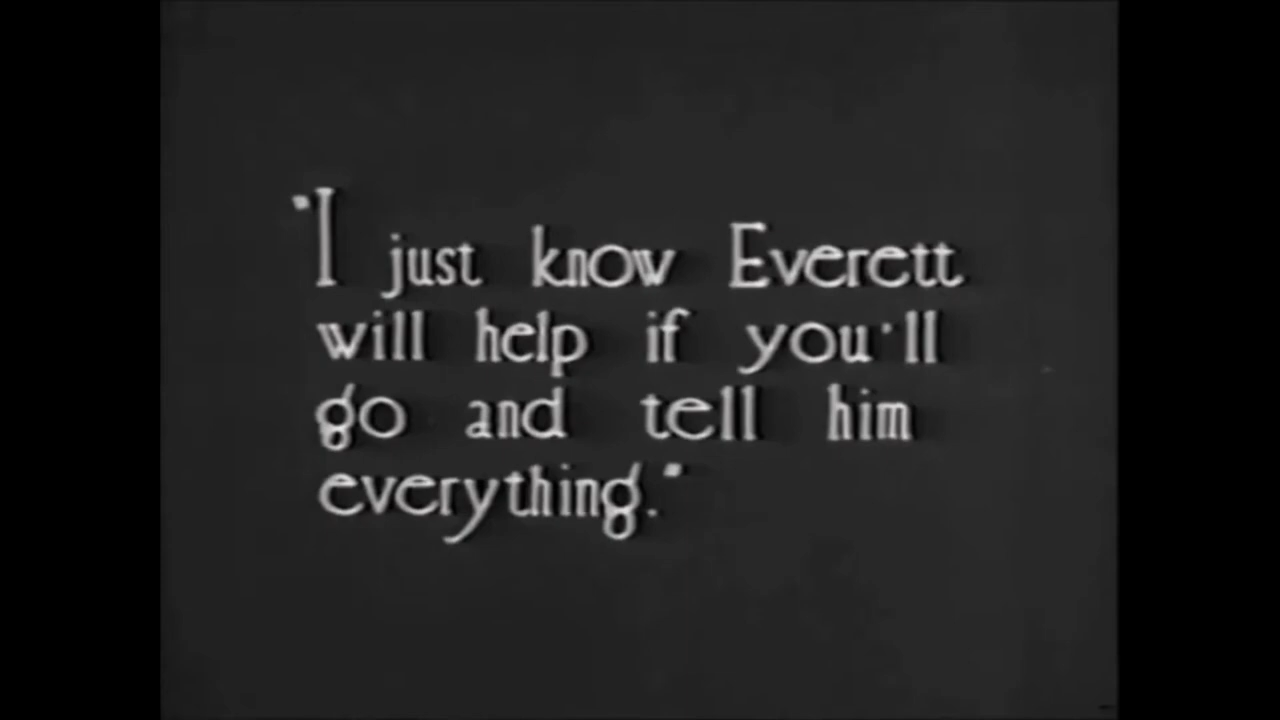 "I just know Everett
will help if you'll
go and tell him
everything."